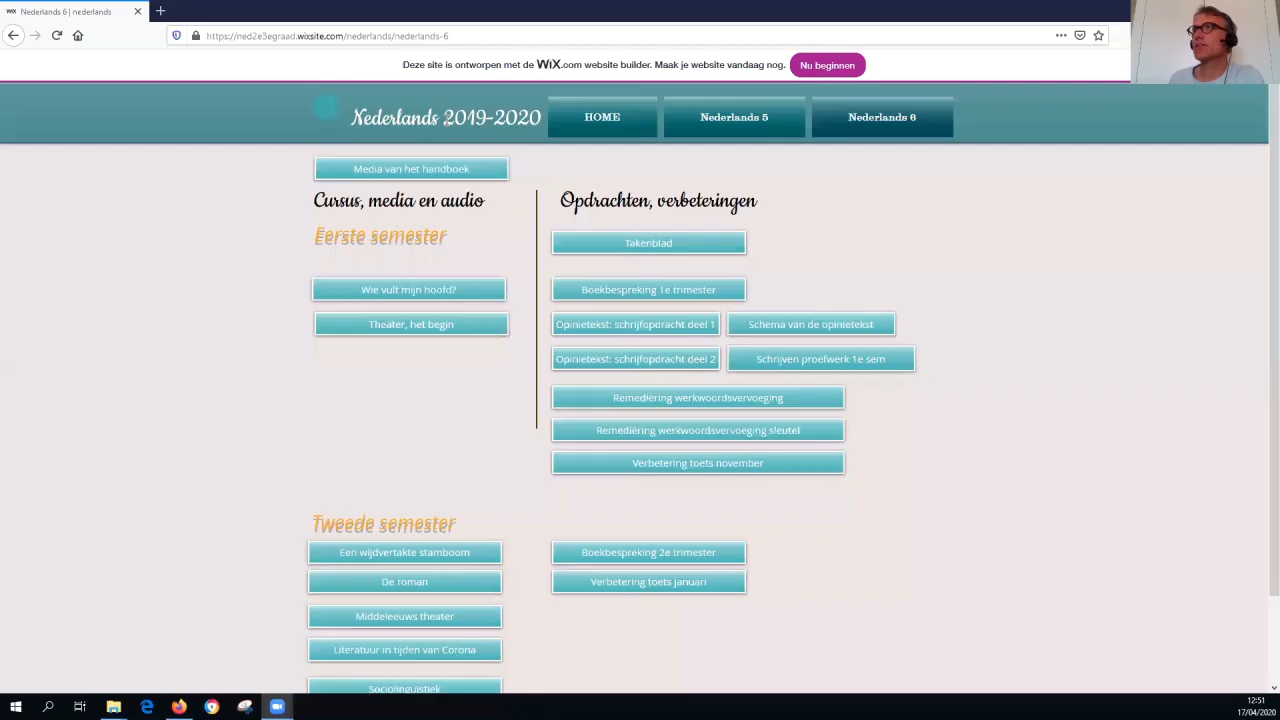 Nederlands 6 | nederlands
https://ned2e3egraad.wixsite.com/nederlands/nederlands-6
Deze site is ontworpen met de WiX.com website builder. Maak je website vandaag nog.
Nu beginnen
Nederlands 2019-2020
HOME
Nederlands 5
Nederlands 6
Media van het handboek
Cursus, media en audio
Eerste semester
Wie vult mijn hoofd?
Theater, het begin
Opdrachten, verbeteringen
Takenblad
Boekbespreking 1e trimester
Opinietekst: schrijfopdracht deel 1
Schema van de opinietekst
Opinietekst: schrijfopdracht deel 2
Schrijven proefwerk 1e sem
Remediëring werkwoordsvervoeging
Remediëring werkwoordsvervoeging sleutel
Verbetering toets november
Tweede semester
Een wijdvertakte stamboom
De roman
Middeleeuws theater
Literatuur in tijden van Corona
Sociolinguïstiek
Boekbespreking 2e trimester
Verbetering toets januari
12:51
17/04/2020